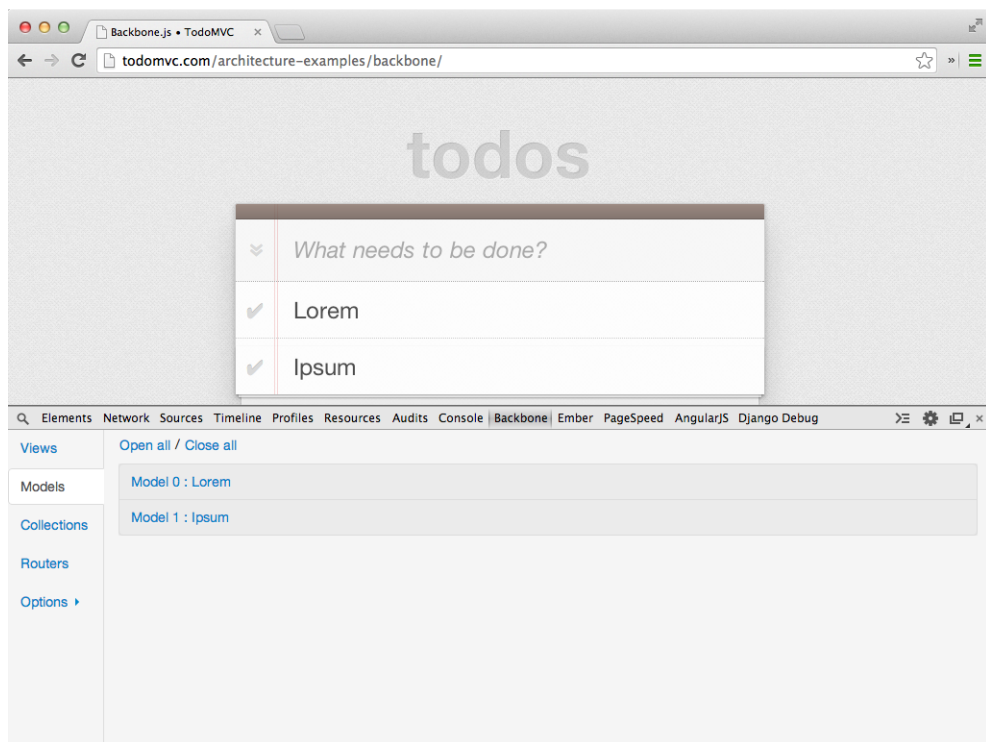 Backbone.js • TodoMVC
todomvc.com/architecture-examples/backbone/
todos
What needs to be done?
Lorem
Ipsum
Elements Network Sources Timeline Profiles Resources Audits Console Backbone Ember PageSpeed AngularJS Django Debug
Views
Open all / Close all
Models
Model 0 : Lorem
Model 1 : Ipsum
Collections
Routers
Options